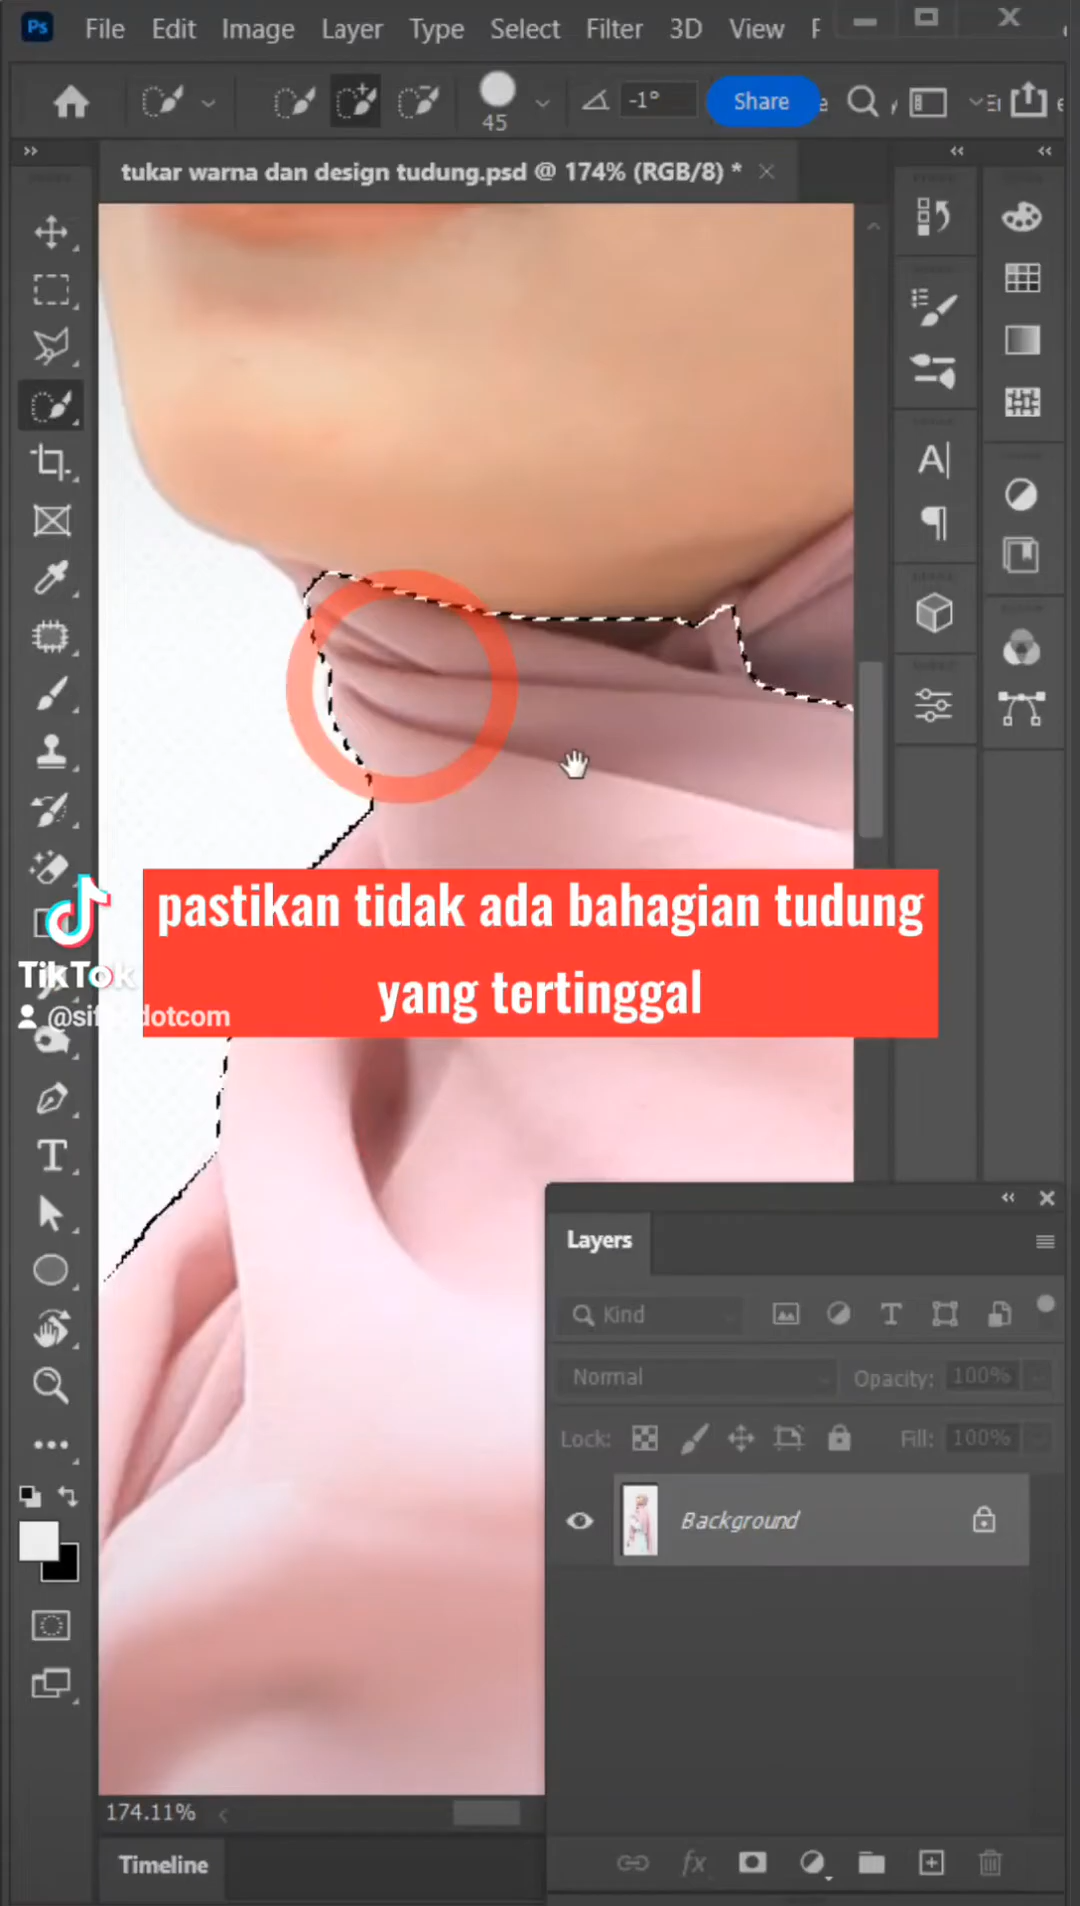 Ps File Edit Image Layer Type Select Filter 3D View
45 -1° Share
tukar warna dan design tudung.psd @ 174% (RGB/8) *
pastikan tidak ada bahagian tudung
yang tertinggal
TikTok
Layers
Kind
Normal Opacity: 100%
Lock: Fill: 100%
Background
174.11%
fx
Timeline